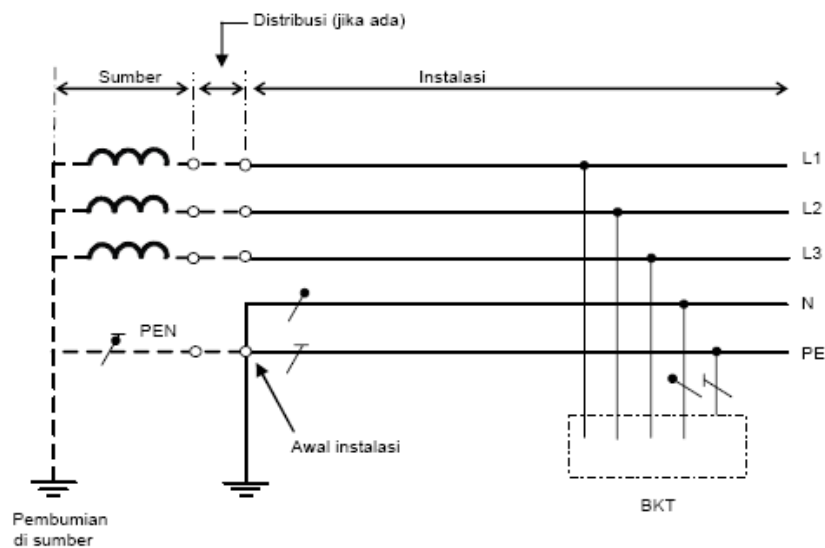 Distribusi (jika ada)
Sumber
Instalasi
L1
L2
L3
N
PEN
PE
Awal instalasi
BKT
Pembumian
di sumber